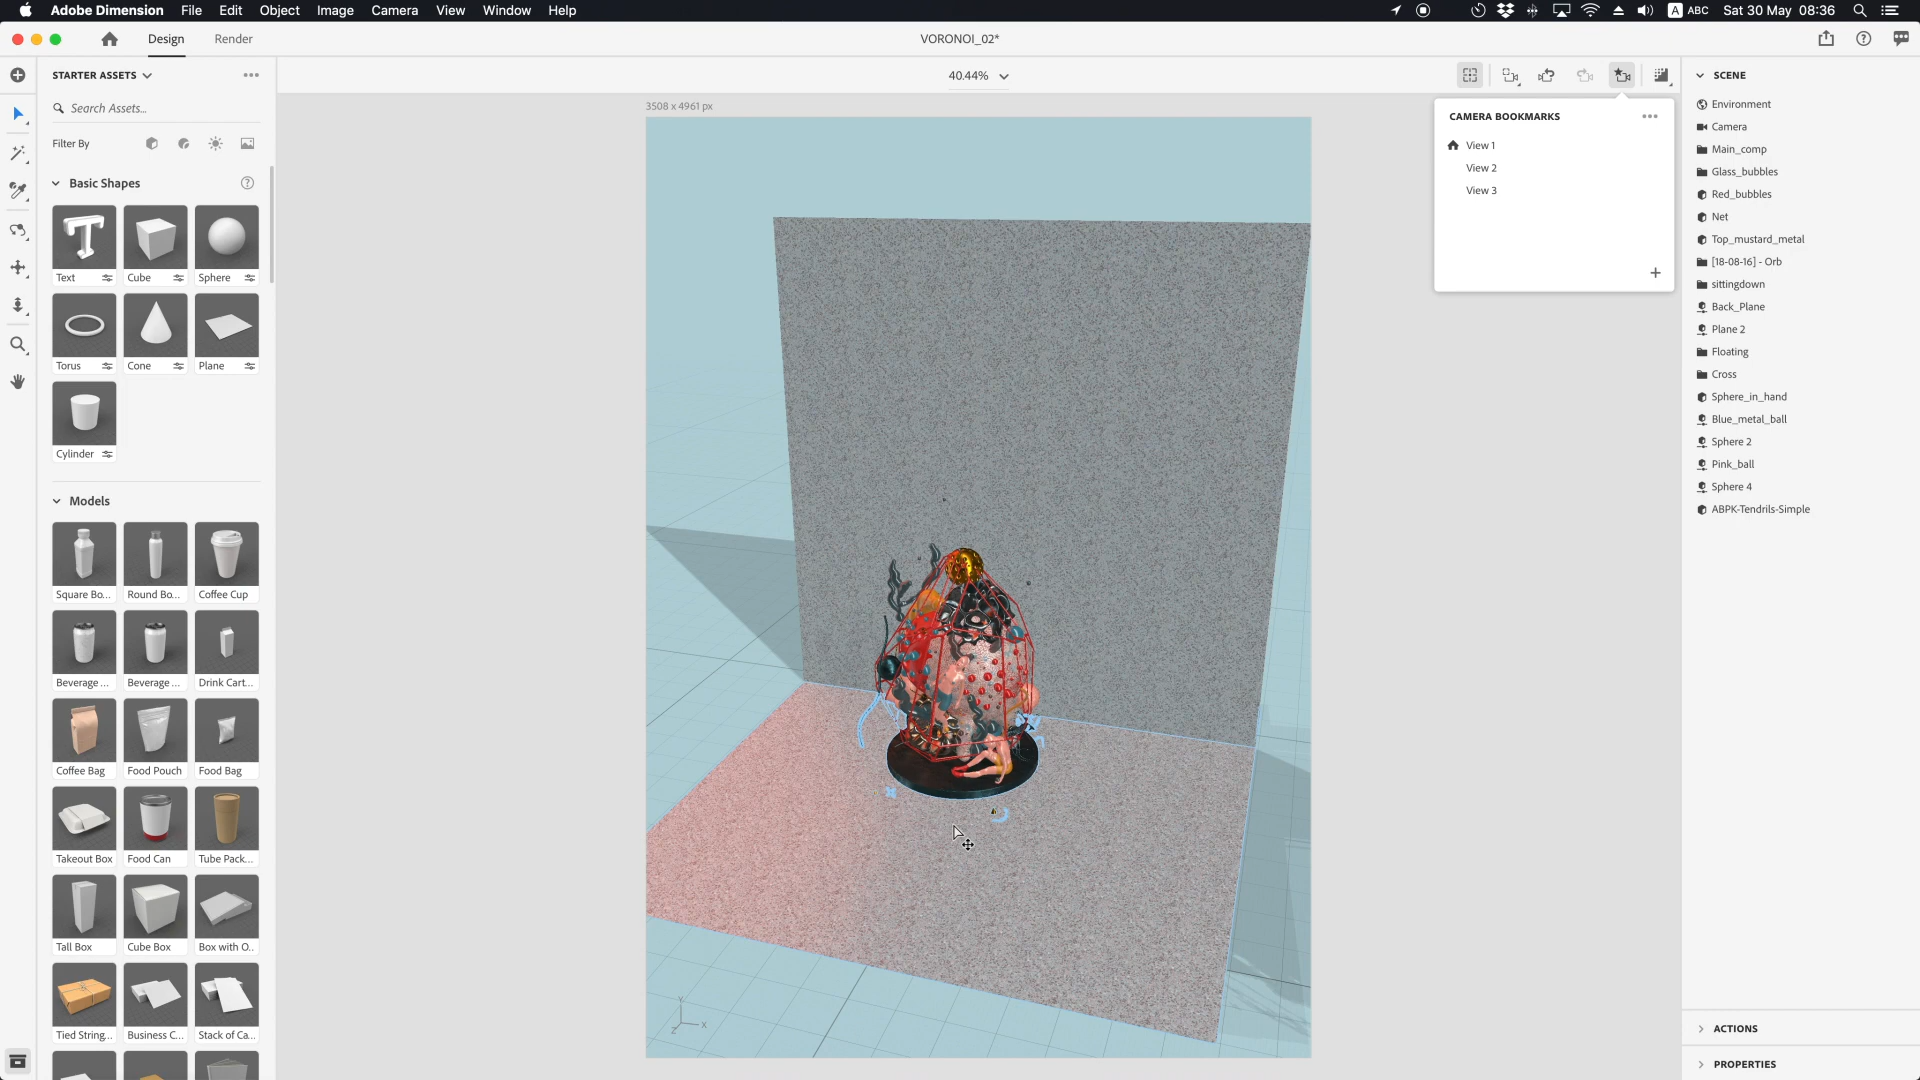 Adobe Dimension File Edit Object Image Camera View Window Help
A ABC Sat 30 May 08:36
Design Render VORONOI_02*
STARTER ASSETS
40.44%
Search Assets...
3508 x 4961 px
Filter By
Basic Shapes
Text Cube Sphere
Torus Cone Plane
Cylinder
Models
Square Bo... Round Bo... Coffee Cup
Beverage ... Beverage ... Drink Cart...
Coffee Bag Food Pouch Food Bag
Takeout Box Food Can Tube Pack...
Tall Box Cube Box Box with O..
Tied String... Business C... Stack of Ca...
CAMERA BOOKMARKS
View 1
View 2
View 3
Y
X
Z
SCENE
Environment
Camera
Main_comp
Glass_bubbles
Red_bubbles
Net
Top_mustard_metal
[18-08-16] - Orb
sittingdown
Back_Plane
Plane 2
Floating
Cross
Sphere_in_hand
Blue_metal_ball
Sphere 2
Pink_ball
Sphere 4
ABPK-Tendrils-Simple
ACTIONS
PROPERTIES